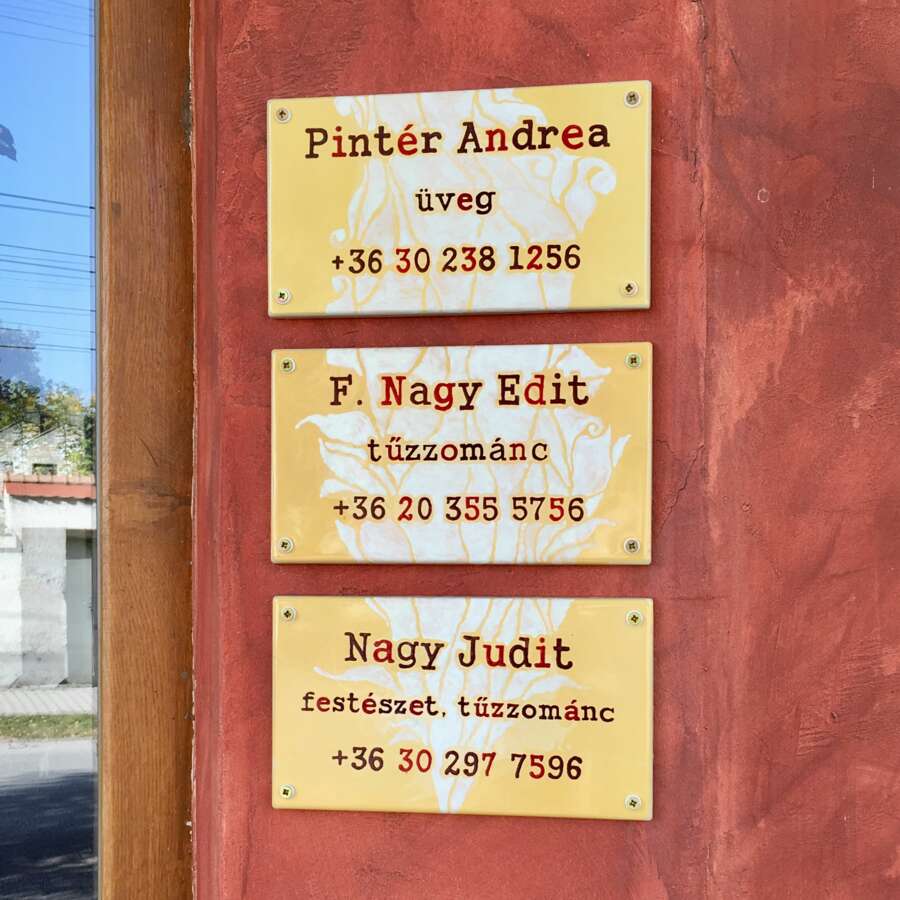 Pintér Andrea
üveg
+36 30 238 1256
F. Nagy Edit
tűzzománc
+36 20 355 5756
Nagy Judit
festészet, tűzzománc
+36 30 297 7596